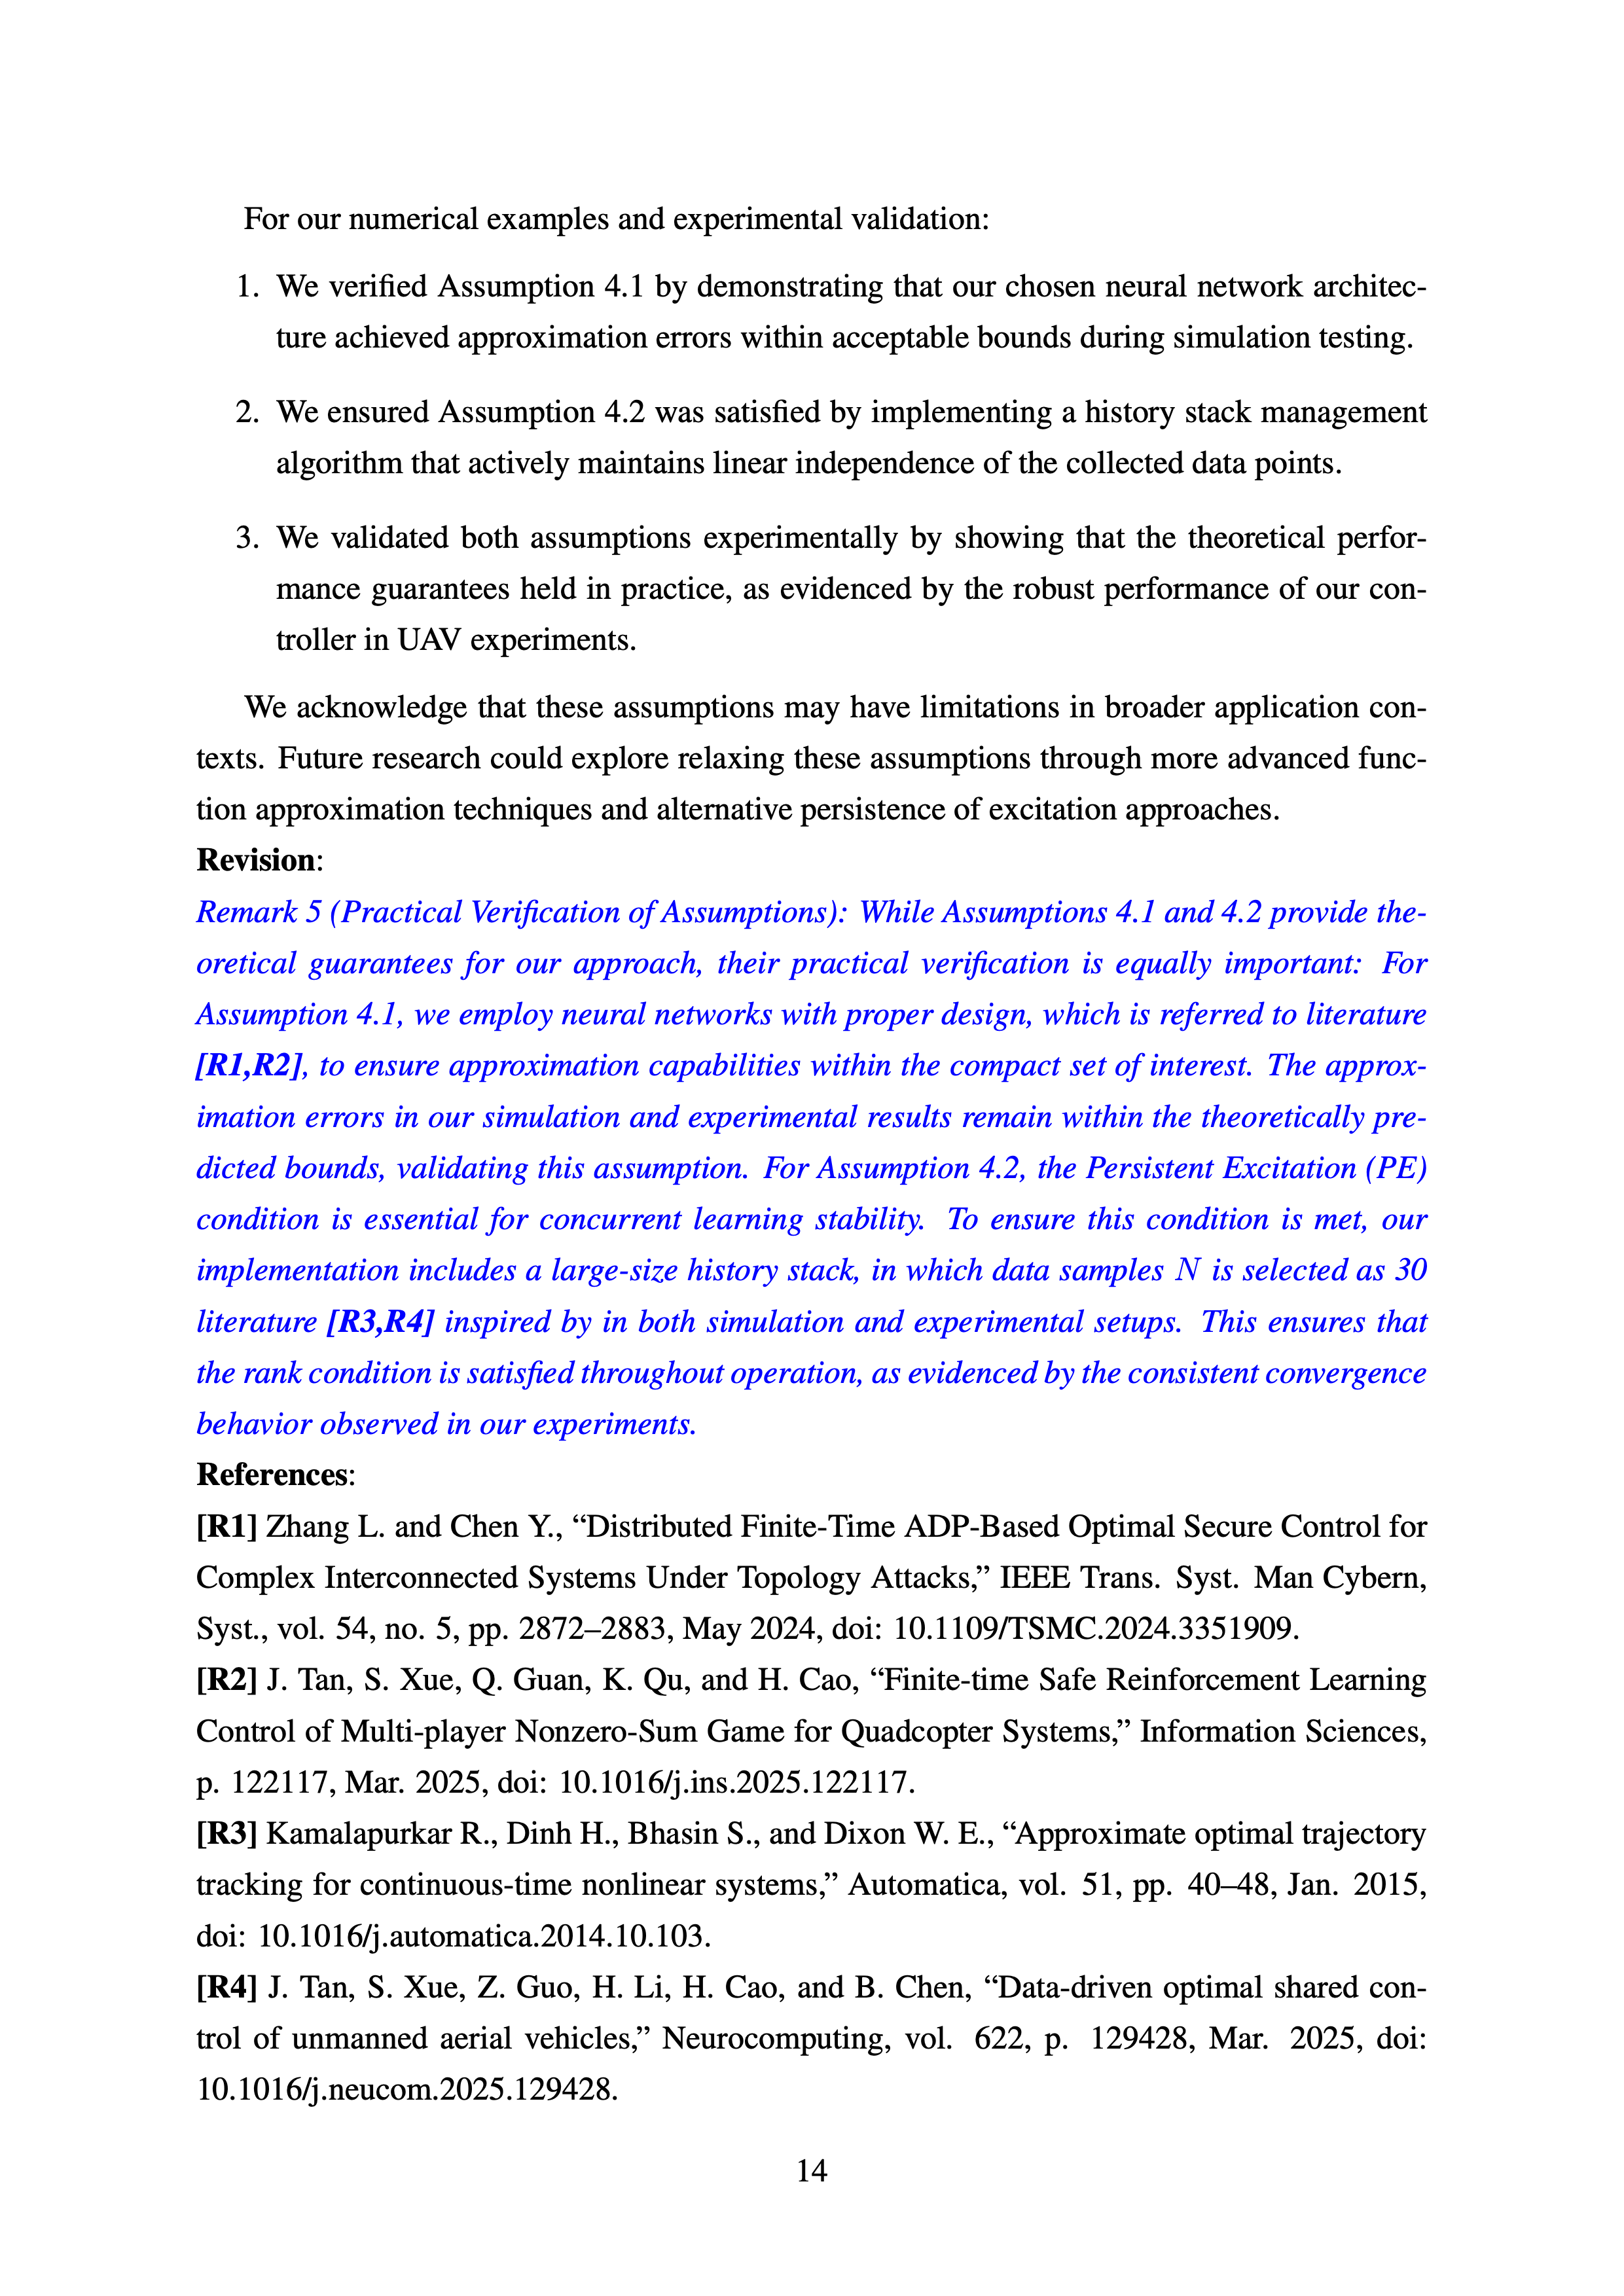 For our numerical examples and experimental validation:
1. We verified Assumption 4.1 by demonstrating that our chosen neural network architec-
ture achieved approximation errors within acceptable bounds during simulation testing.
2. We ensured Assumption 4.2 was satisfied by implementing a history stack management
algorithm that actively maintains linear independence of the collected data points.
3. We validated both assumptions experimentally by showing that the theoretical perfor-
mance guarantees held in practice, as evidenced by the robust performance of our con-
troller in UAV experiments.
We acknowledge that these assumptions may have limitations in broader application con-
texts. Future research could explore relaxing these assumptions through more advanced func-
tion approximation techniques and alternative persistence of excitation approaches.
Revision:
Remark 5 (Practical Verification of Assumptions): While Assumptions 4.1 and 4.2 provide the-
oretical guarantees for our approach, their practical verification is equally important: For
Assumption 4.1, we employ neural networks with proper design, which is referred to literature
[R1,R2], to ensure approximation capabilities within the compact set of interest. The approx-
imation errors in our simulation and experimental results remain within the theoretically pre-
dicted bounds, validating this assumption. For Assumption 4.2, the Persistent Excitation (PE)
condition is essential for concurrent learning stability. To ensure this condition is met, our
implementation includes a large-size history stack, in which data samples N is selected as 30
literature [R3,R4] inspired by in both simulation and experimental setups. This ensures that
the rank condition is satisfied throughout operation, as evidenced by the consistent convergence
behavior observed in our experiments.
References:
[R1] Zhang L. and Chen Y., “Distributed Finite-Time ADP-Based Optimal Secure Control for
Complex Interconnected Systems Under Topology Attacks,” IEEE Trans. Syst. Man Cybern,
Syst., vol. 54, no. 5, pp. 2872–2883, May 2024, doi: 10.1109/TSMC.2024.3351909.
[R2] J. Tan, S. Xue, Q. Guan, K. Qu, and H. Cao, “Finite-time Safe Reinforcement Learning
Control of Multi-player Nonzero-Sum Game for Quadcopter Systems,” Information Sciences,
p. 122117, Mar. 2025, doi: 10.1016/j.ins.2025.122117.
[R3] Kamalapurkar R., Dinh H., Bhasin S., and Dixon W. E., “Approximate optimal trajectory
tracking for continuous-time nonlinear systems,” Automatica, vol. 51, pp. 40–48, Jan. 2015,
doi: 10.1016/j.automatica.2014.10.103.
[R4] J. Tan, S. Xue, Z. Guo, H. Li, H. Cao, and B. Chen, “Data-driven optimal shared con-
trol of unmanned aerial vehicles,” Neurocomputing, vol. 622, p. 129428, Mar. 2025, doi:
10.1016/j.neucom.2025.129428.
14